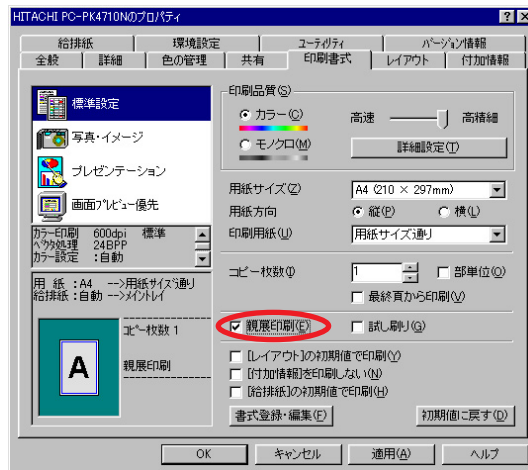 HITACHI PC-PK4710Nのプロパティ
給排紙 環境設定 ユーティリティ バージョン情報
全般 詳細 色の管理 共有 印刷書式 レイアウト 付加情報
標準設定
写真・イメージ
プレゼンテーション
画面プレビュー優先
カラー印刷 600dpi 標準
ベクタ処理 24BPP
カラー設定 :自動
用 紙 :A4 -->用紙サイズ通り
給排紙:自動 -->メイントレイ
コピー枚数 1
親展印刷
A
印刷品質(S)
カラー(C)
モノクロ(M)
高速 高精細
詳細設定(T)
用紙サイズ(Z) A4 (210 × 297mm)
用紙方向 縦(P) 横(L)
印刷用紙(U) 用紙サイズ通り
コピー枚数(I) 1 部単位(O)
最終頁から印刷(V)
親展印刷(E) 試し刷り(G)
[レイアウト]の初期値で印刷(Y)
[付加情報]を印刷しない(N)
[給排紙]の初期値で印刷(H)
書式登録・編集(F) 初期値に戻す(D)
OK キャンセル 適用(A) ヘルプ